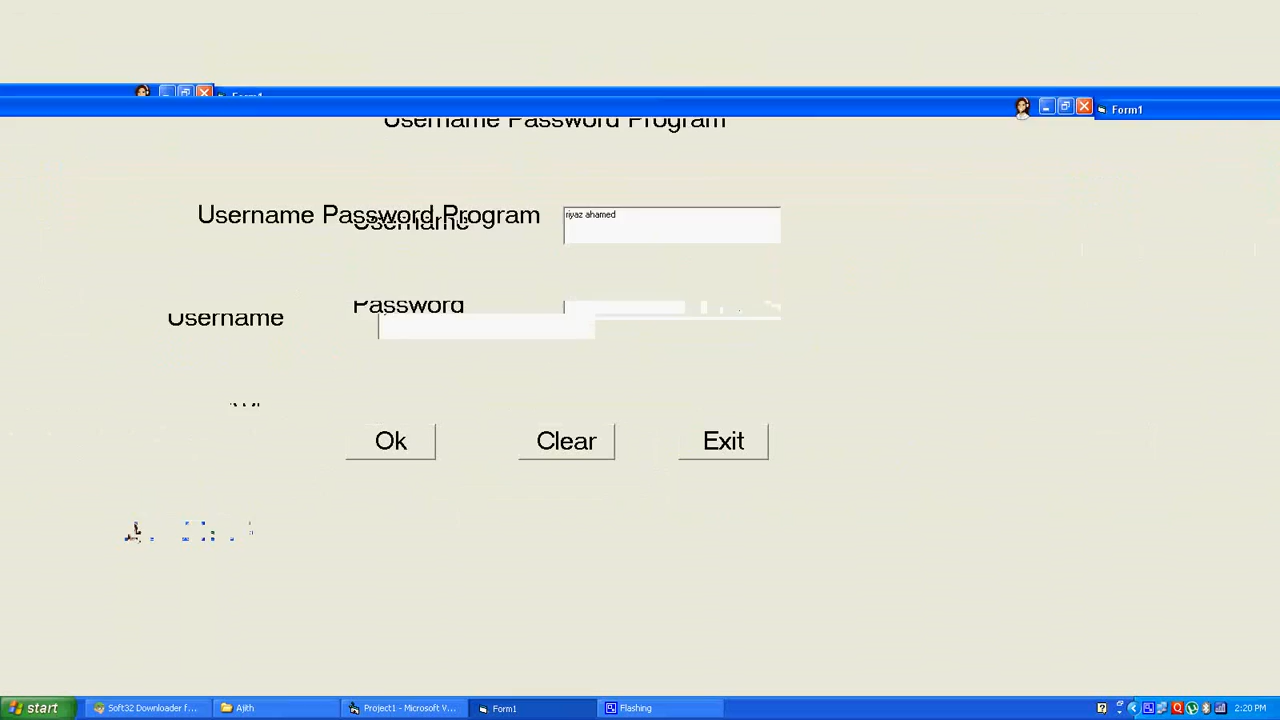 Form1
Form1
Username Password Program
Username Password Program
Username
riyaz ahamed
Password
Username
Ok
Clear
Exit
start
Soft32 Downloader f...
Ajith
Project1 - Microsoft V...
Form1
Flashing
2:20 PM